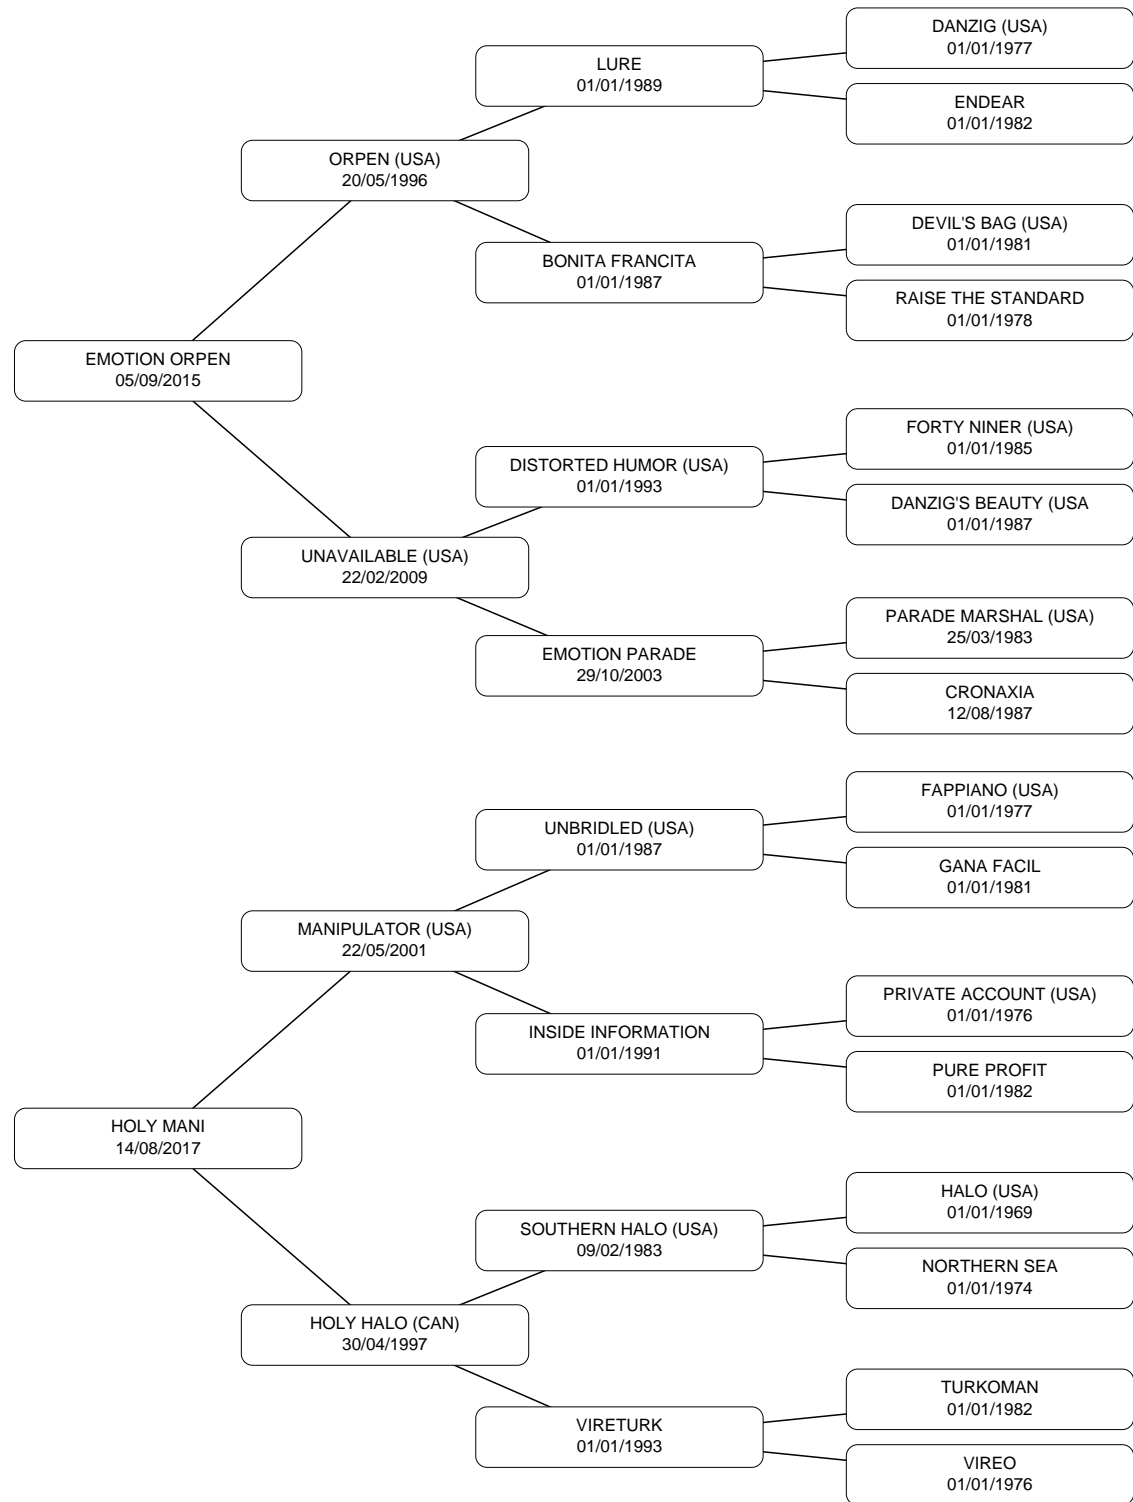 DANZIG (USA)
01/01/1977
LURE
01/01/1989
ENDEAR
01/01/1982
ORPEN (USA)
20/05/1996
DEVIL'S BAG (USA)
01/01/1981
BONITA FRANCITA
01/01/1987
RAISE THE STANDARD
01/01/1978
EMOTION ORPEN
05/09/2015
FORTY NINER (USA)
01/01/1985
DISTORTED HUMOR (USA)
01/01/1993
DANZIG'S BEAUTY (USA
01/01/1987
UNAVAILABLE (USA)
22/02/2009
PARADE MARSHAL (USA)
25/03/1983
EMOTION PARADE
29/10/2003
CRONAXIA
12/08/1987
FAPPIANO (USA)
01/01/1977
UNBRIDLED (USA)
01/01/1987
GANA FACIL
01/01/1981
MANIPULATOR (USA)
22/05/2001
PRIVATE ACCOUNT (USA)
01/01/1976
INSIDE INFORMATION
01/01/1991
PURE PROFIT
01/01/1982
HOLY MANI
14/08/2017
HALO (USA)
01/01/1969
SOUTHERN HALO (USA)
09/02/1983
NORTHERN SEA
01/01/1974
HOLY HALO (CAN)
30/04/1997
TURKOMAN
01/01/1982
VIRETURK
01/01/1993
VIREO
01/01/1976